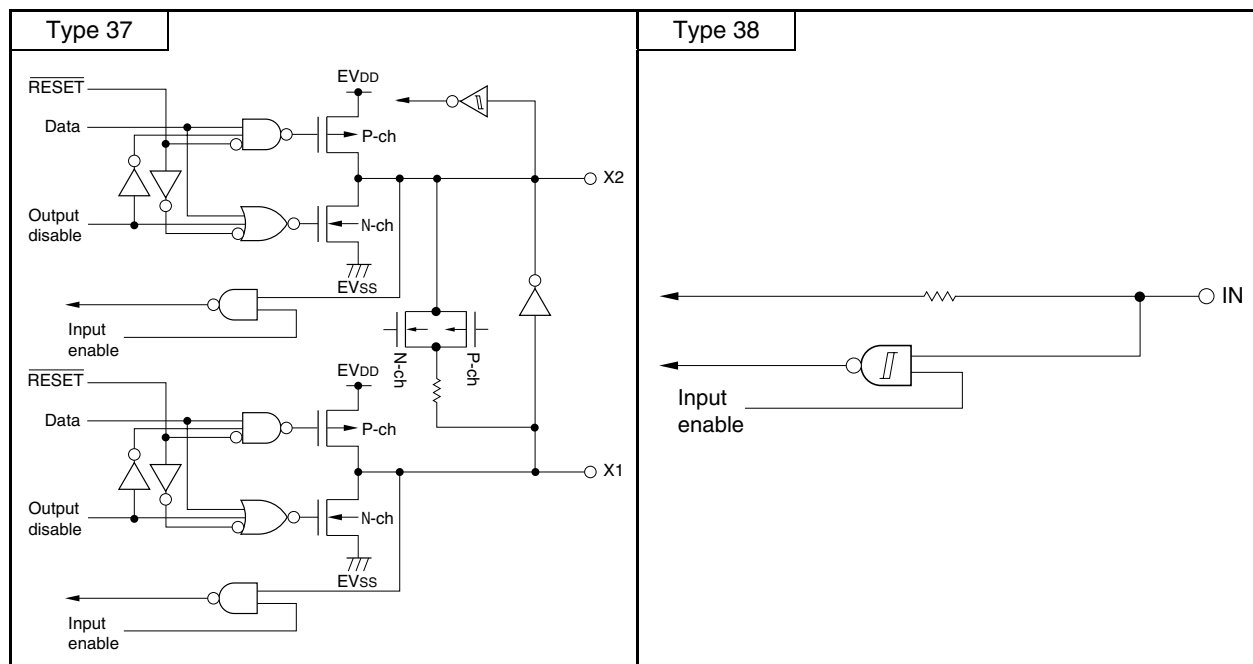 Type 37
RESET
Data
Output
disable
EVDD
P-ch
N-ch
EVSS
X2
Input
enable
N-ch
P-ch
RESET
Data
Output
disable
EVDD
P-ch
N-ch
EVSS
X1
Input
enable
Type 38
IN
Input
enable